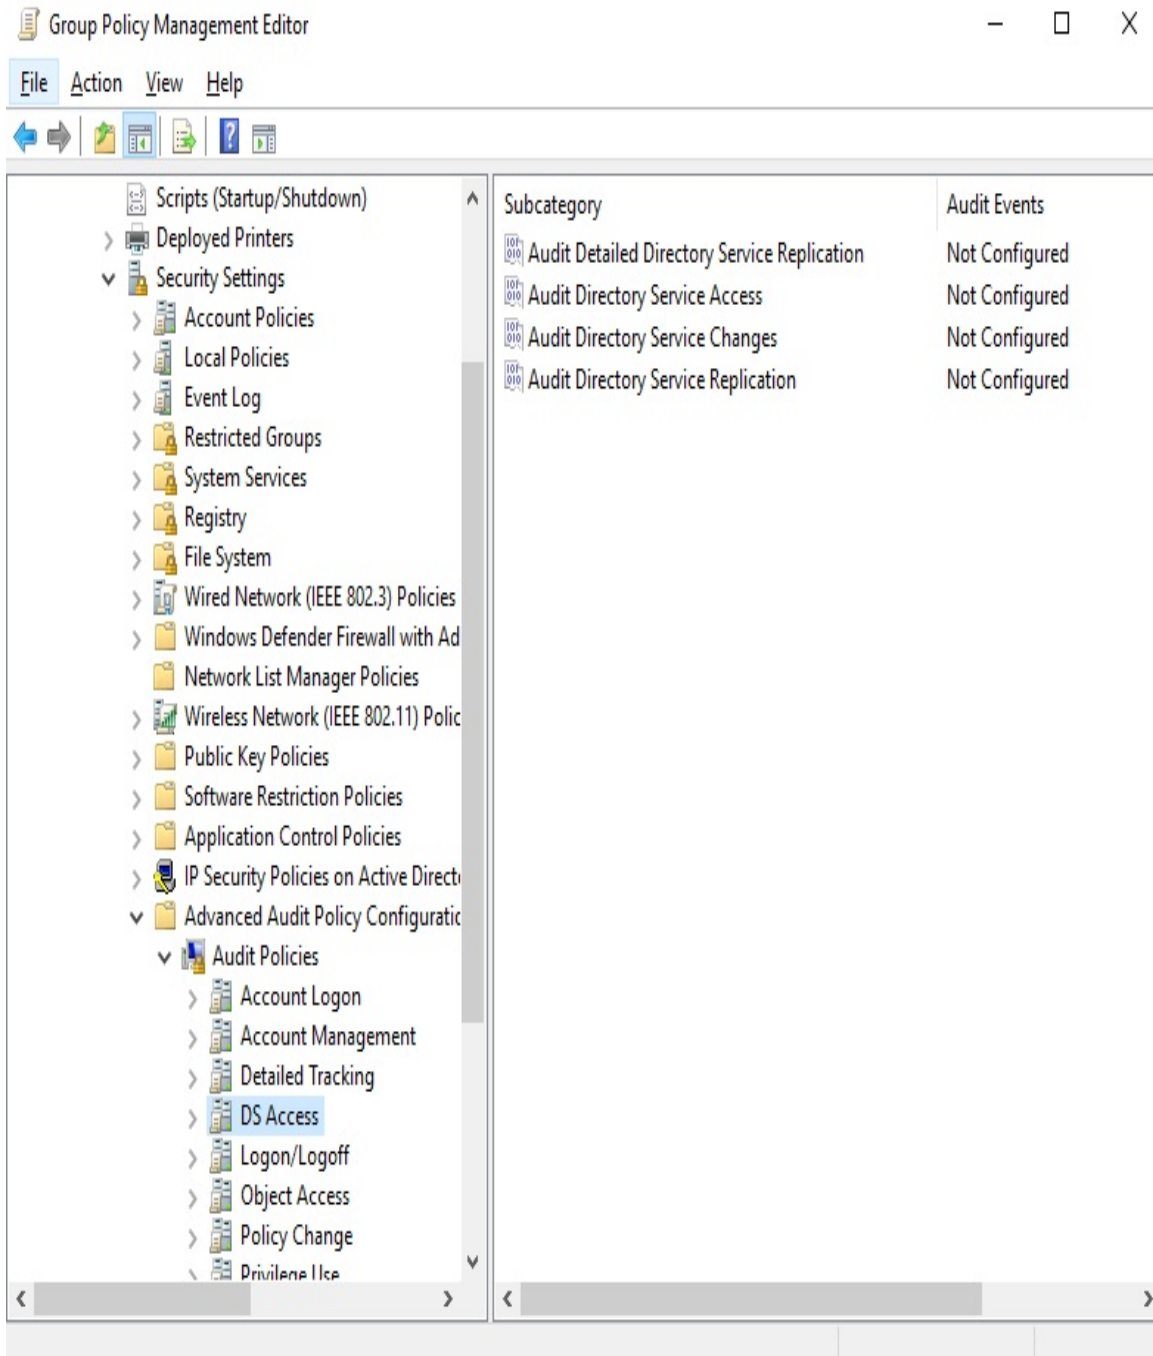 Group Policy Management Editor
File Action View Help
Scripts (Startup/Shutdown)
Deployed Printers
Security Settings
Account Policies
Local Policies
Event Log
Restricted Groups
System Services
Registry
File System
Wired Network (IEEE 802.3) Policies
Windows Defender Firewall with Ad
Network List Manager Policies
Wireless Network (IEEE 802.11) Polic
Public Key Policies
Software Restriction Policies
Application Control Policies
IP Security Policies on Active Direct
Advanced Audit Policy Configuratic
Audit Policies
Account Logon
Account Management
Detailed Tracking
DS Access
Logon/Logoff
Object Access
Policy Change
Privilege Use
Subcategory Audit Events
Audit Detailed Directory Service Replication Not Configured
Audit Directory Service Access Not Configured
Audit Directory Service Changes Not Configured
Audit Directory Service Replication Not Configured